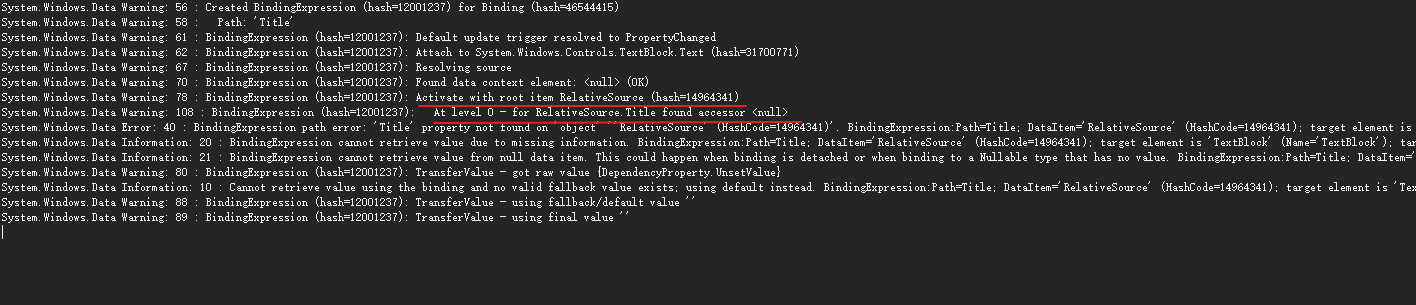 System.Windows.Data Warning: 56 : Created BindingExpression (hash=12001237) for Binding (hash=46544415)
System.Windows.Data Warning: 58 :   Path: 'Title'
System.Windows.Data Warning: 61 : BindingExpression (hash=12001237): Default update trigger resolved to PropertyChanged
System.Windows.Data Warning: 62 : BindingExpression (hash=12001237): Attach to System.Windows.Controls.TextBlock.Text (hash=31700771)
System.Windows.Data Warning: 67 : BindingExpression (hash=12001237): Resolving source
System.Windows.Data Warning: 70 : BindingExpression (hash=12001237): Found data context element: <null> (OK)
System.Windows.Data Warning: 78 : BindingExpression (hash=12001237): Activate with root item RelativeSource (hash=14964341)
System.Windows.Data Warning: 108 : BindingExpression (hash=12001237):   At level 0 - for RelativeSource.Title found accessor <null>
System.Windows.Data Error: 40 : BindingExpression path error: 'Title' property not found on 'object' ''RelativeSource' (HashCode=14964341)'. BindingExpression:Path=Title; DataItem='RelativeSource' (HashCode=14964341); target element is
System.Windows.Data Information: 20 : BindingExpression cannot retrieve value due to missing information. BindingExpression:Path=Title; DataItem='RelativeSource' (HashCode=14964341); target element is 'TextBlock' (Name='TextBlock'); tar
System.Windows.Data Information: 21 : BindingExpression cannot retrieve value from null data item. This could happen when binding is detached or when binding to a Nullable type that has no value. BindingExpression:Path=Title; DataItem='
System.Windows.Data Warning: 80 : BindingExpression (hash=12001237): TransferValue - got raw value {DependencyProperty.UnsetValue}
System.Windows.Data Information: 10 : Cannot retrieve value using the binding and no valid fallback value exists; using default instead. BindingExpression:Path=Title; DataItem='RelativeSource' (HashCode=14964341); target element is 'Tex
System.Windows.Data Warning: 88 : BindingExpression (hash=12001237): TransferValue - using fallback/default value ''
System.Windows.Data Warning: 89 : BindingExpression (hash=12001237): TransferValue - using final value ''